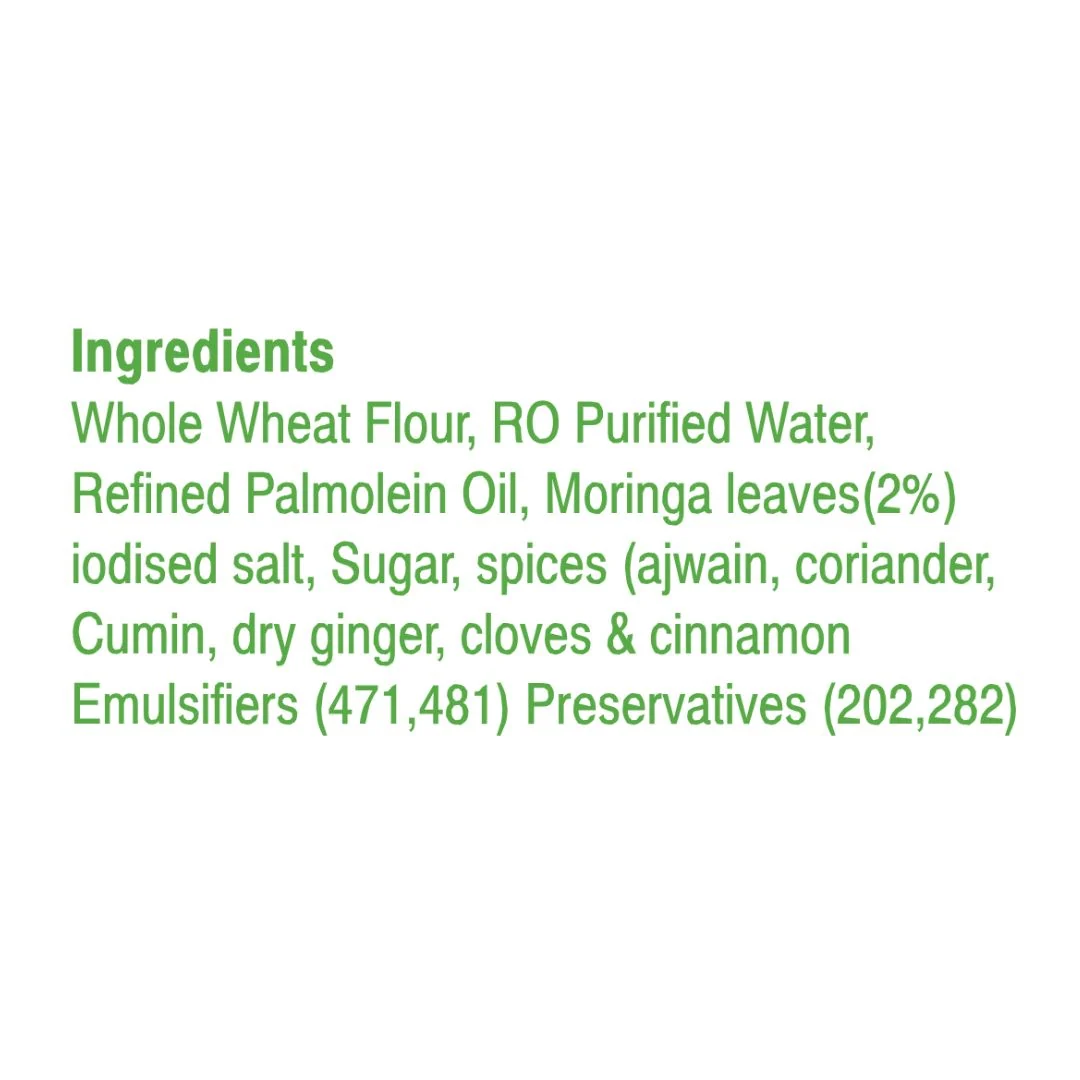 Ingredients
Whole Wheat Flour, RO Purified Water,
Refined Palmolein Oil, Moringa leaves(2%)
iodised salt, Sugar, spices (ajwain, coriander,
Cumin, dry ginger, cloves & cinnamon
Emulsifiers (471,481) Preservatives (202,282)